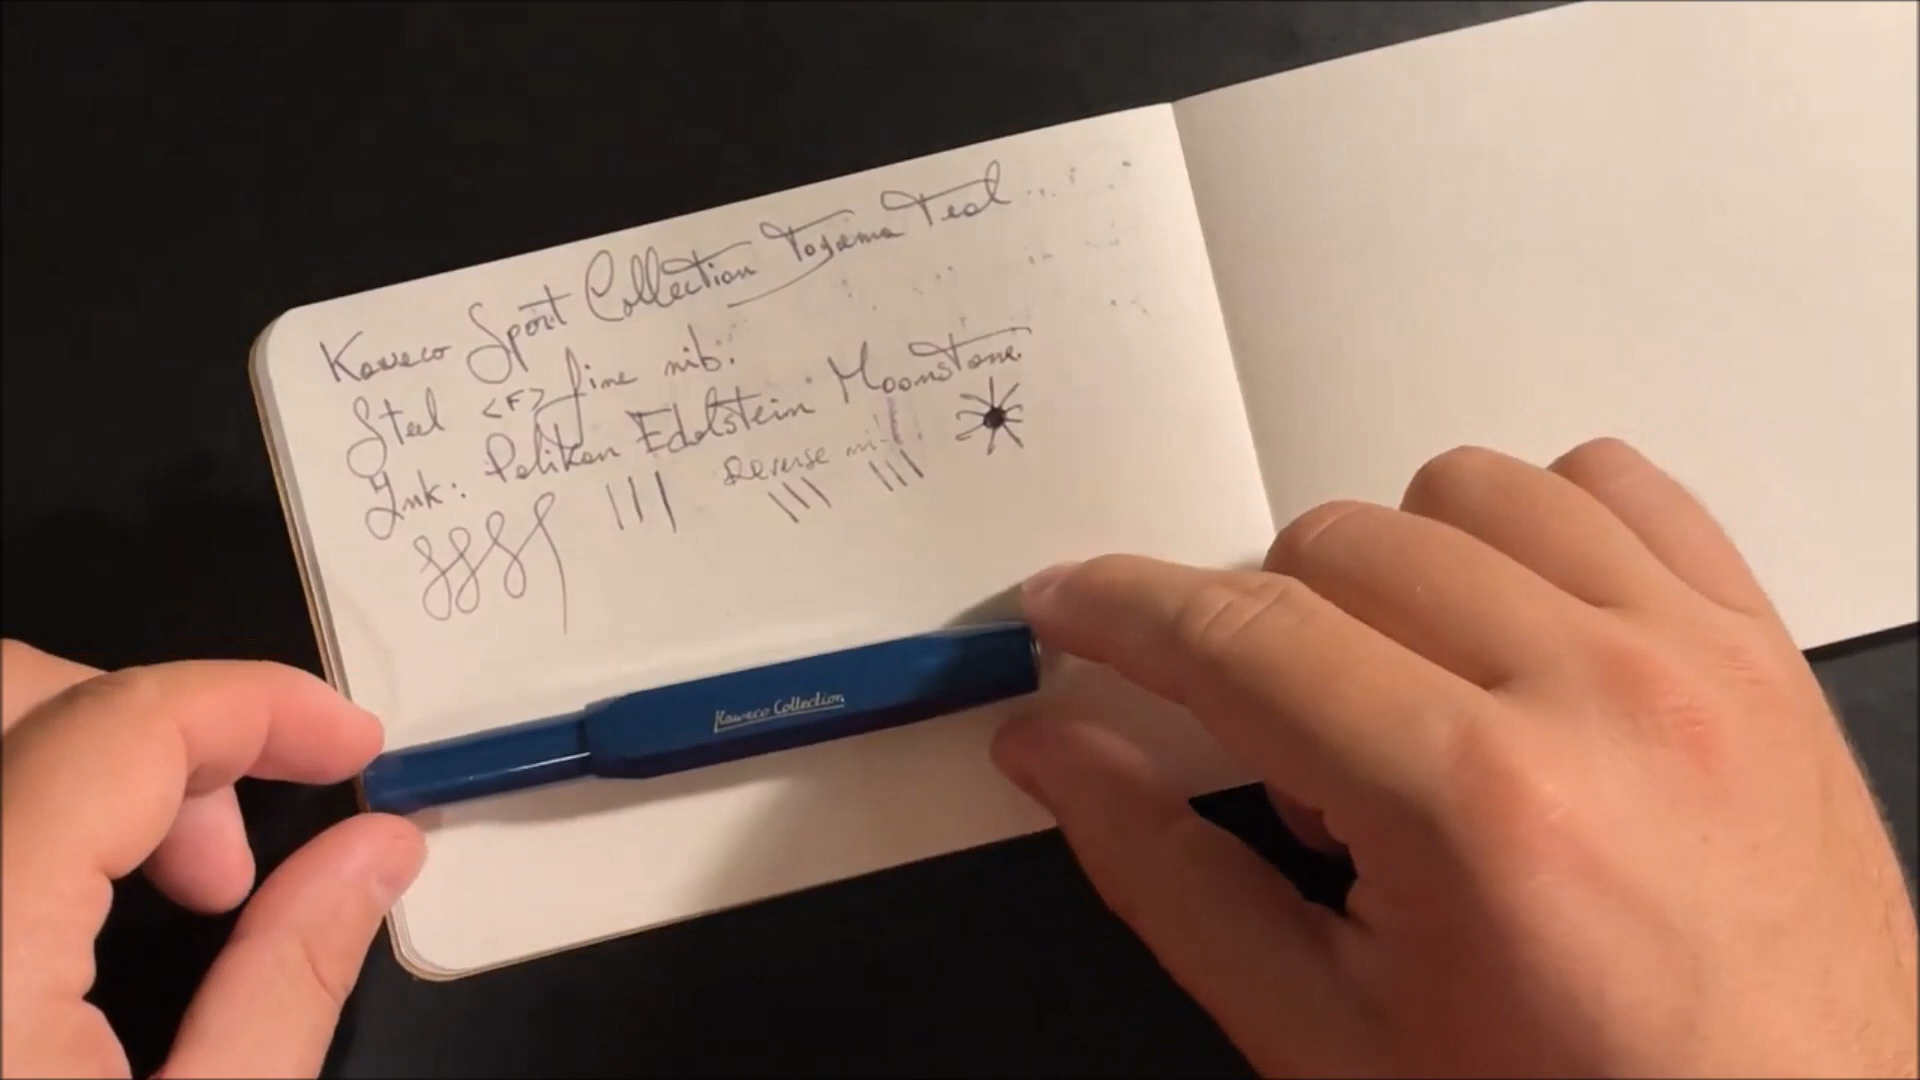 Kaweco Sport Collection Toyama Teal
Steel <F> fine nib:
Ink: Pelikan Edelstein Moonstone
Reverse
Kaweco Collection